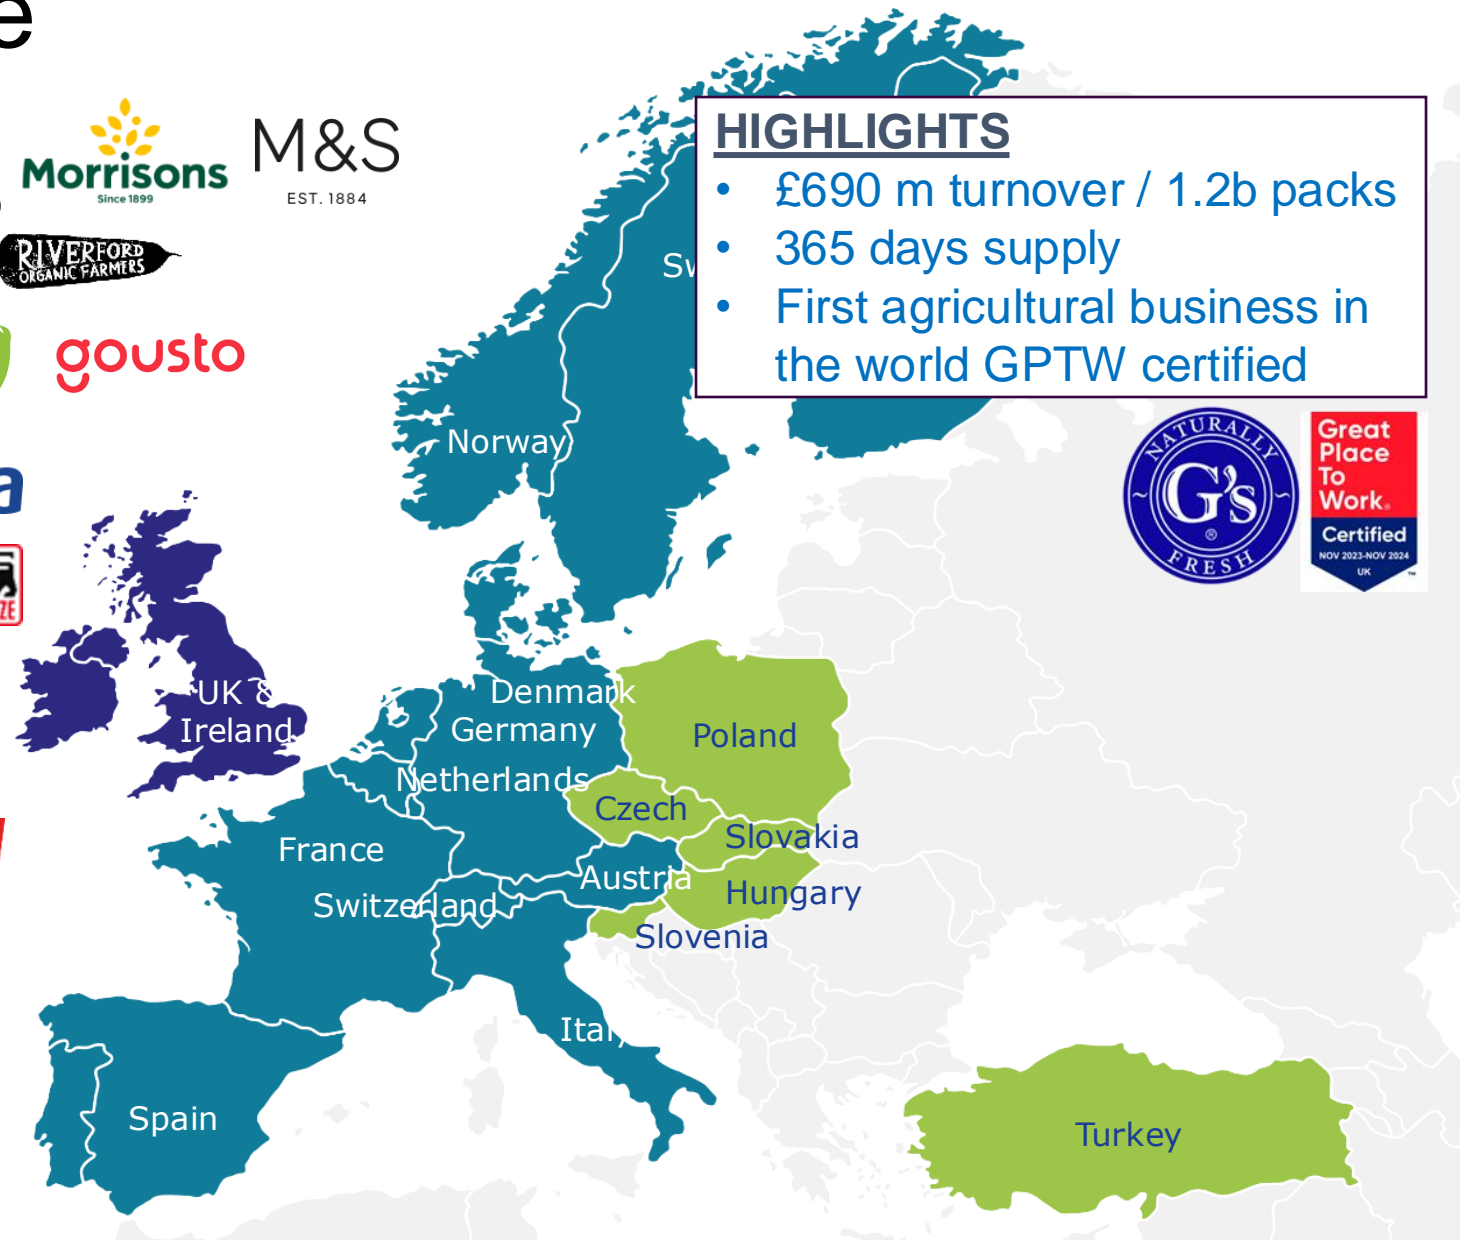 Morrisons
Since 1899
M&S
EST. 1884
RIVERFORD
ORGANIC FARMERS
gousto
HIGHLIGHTS
• £690 m turnover / 1.2b packs
• 365 days supply
• First agricultural business in
the world GPTW certified
NATURALLY
G's
®
FRESH
Great
Place
To
Work®
Certified
NOV 2023-NOV 2024
UK
™
Norway
UK &
Ireland
Denmark
Germany
Netherlands
Poland
Czech
Slovakia
France
Austria
Hungary
Switzerland
Slovenia
Italy
Spain
Turkey